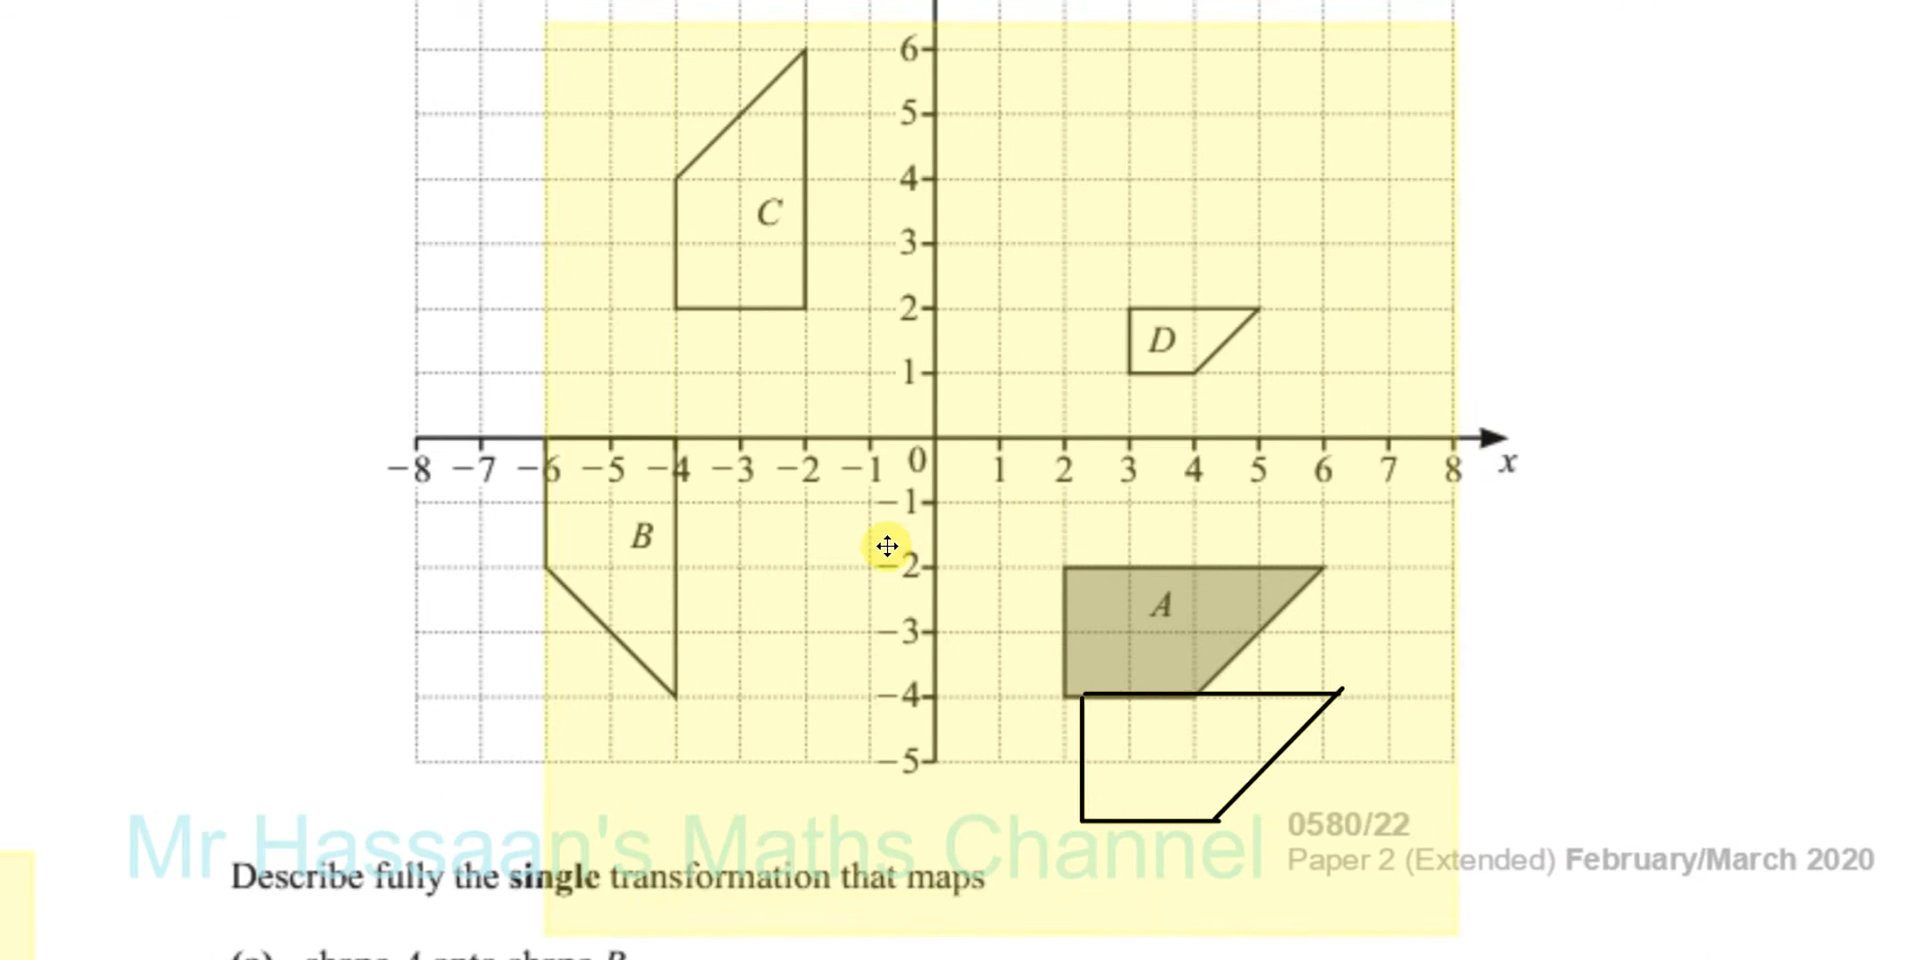 6
5
4
C
3
2
D
1
−8 −7 −6 −5 −4 −3 −2 −1 0 1 2 3 4 5 6 7 8 x
−1
B
−2
A
−3
−4
−5
Mr Hassaan's Maths Channel
0580/22
Paper 2 (Extended) February/March 2020
Describe fully the single transformation that maps